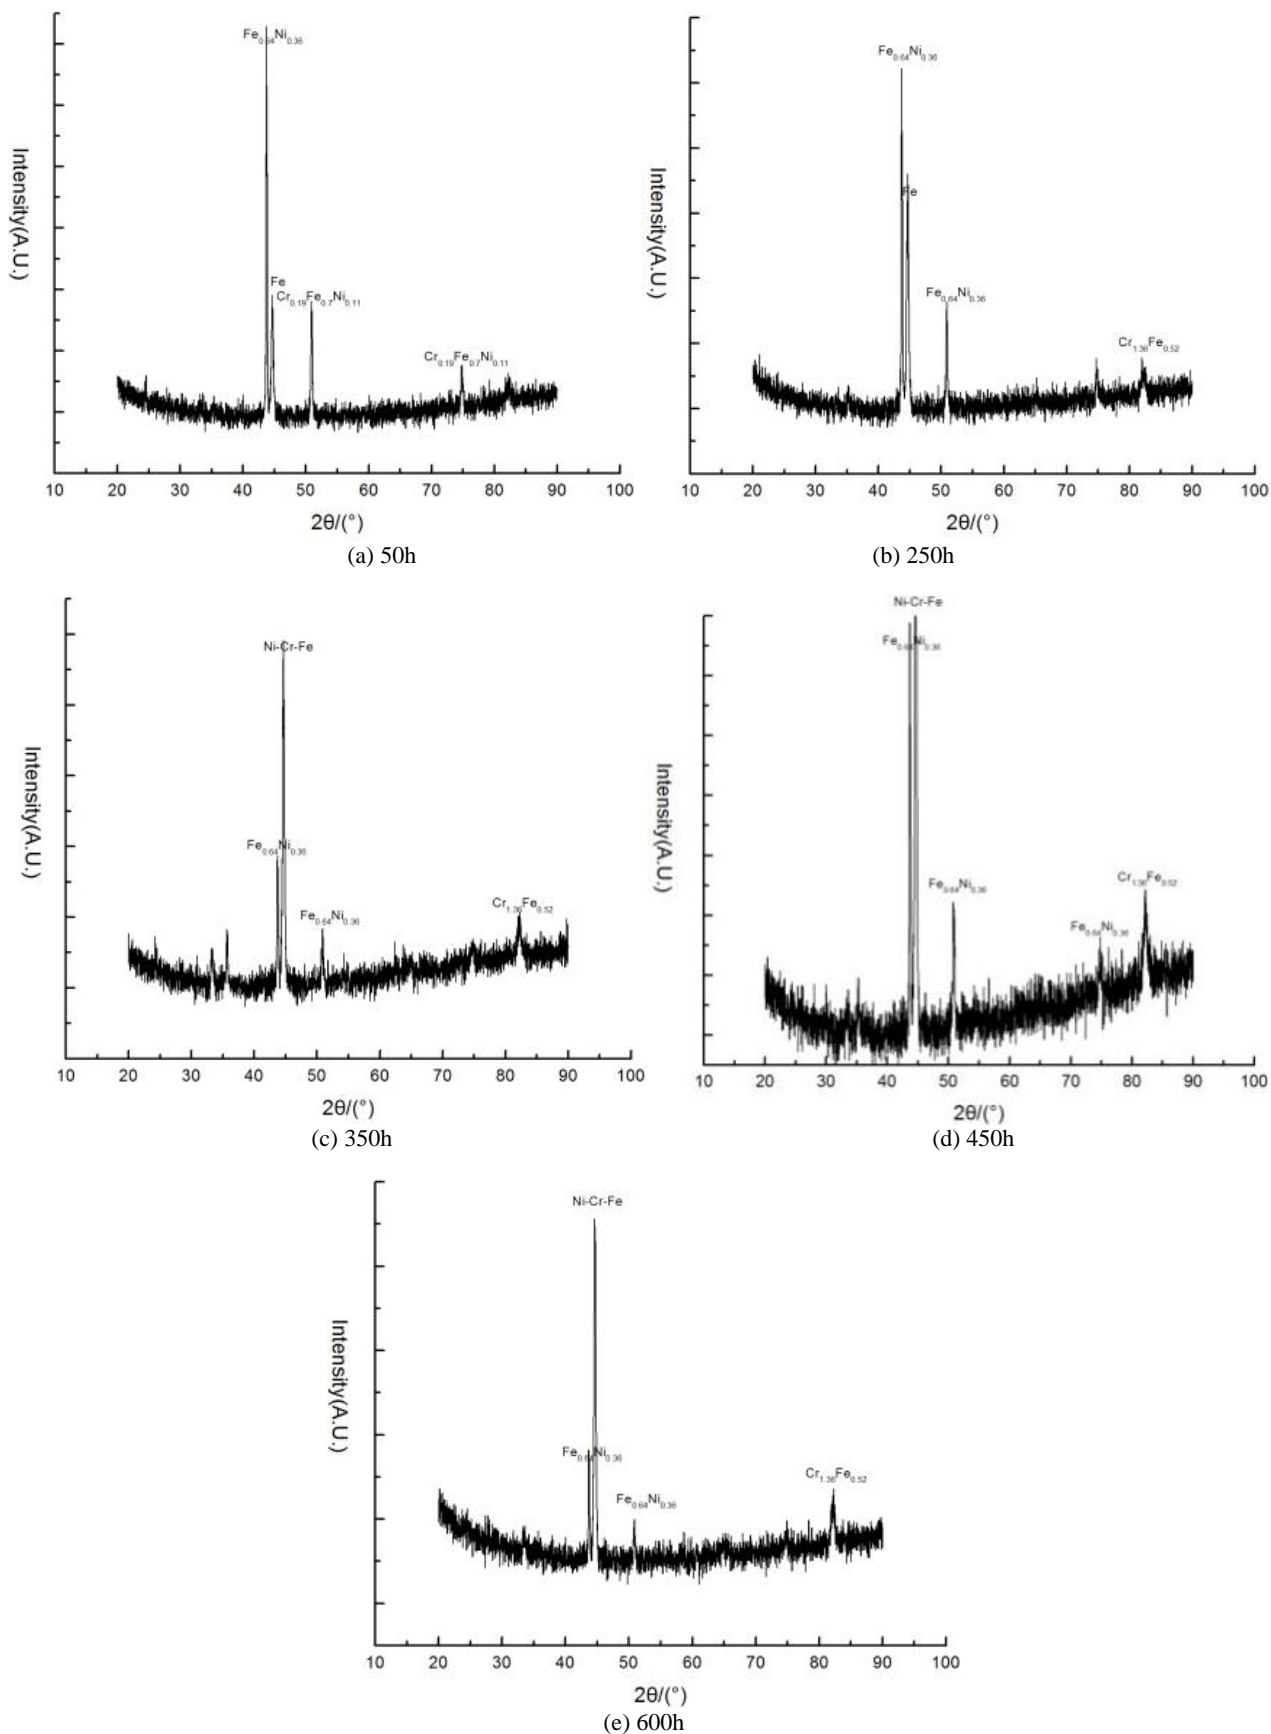 Fe0.64Ni0.36
Fe
Cr0.19Fe0.7Ni0.11
Cr0.19Fe0.7Ni0.11
Intensity(A.U.)
10 20 30 40 50 60 70 80 90 100
2θ/(°)
(a) 50h
Fe0.64Ni0.36
Fe
Fe0.64Ni0.36
Cr1.36Fe0.52
Intensity(A.U.)
10 20 30 40 50 60 70 80 90 100
2θ/(°)
(b) 250h
Ni-Cr-Fe
Fe0.64Ni0.36
Fe0.64Ni0.36
Cr1.36Fe0.52
Intensity(A.U.)
10 20 30 40 50 60 70 80 90 100
2θ/(°)
(c) 350h
Ni-Cr-Fe
Fe0.64Ni0.36
Fe0.64Ni0.36
Cr1.36Fe0.52
Fe0.64Ni0.36
Intensity(A.U.)
10 20 30 40 50 60 70 80 90 100
2θ/(°)
(d) 450h
Ni-Cr-Fe
Fe0.64Ni0.36
Fe0.64Ni0.36
Cr1.36Fe0.52
Intensity(A.U.)
10 20 30 40 50 60 70 80 90 100
2θ/(°)
(e) 600h